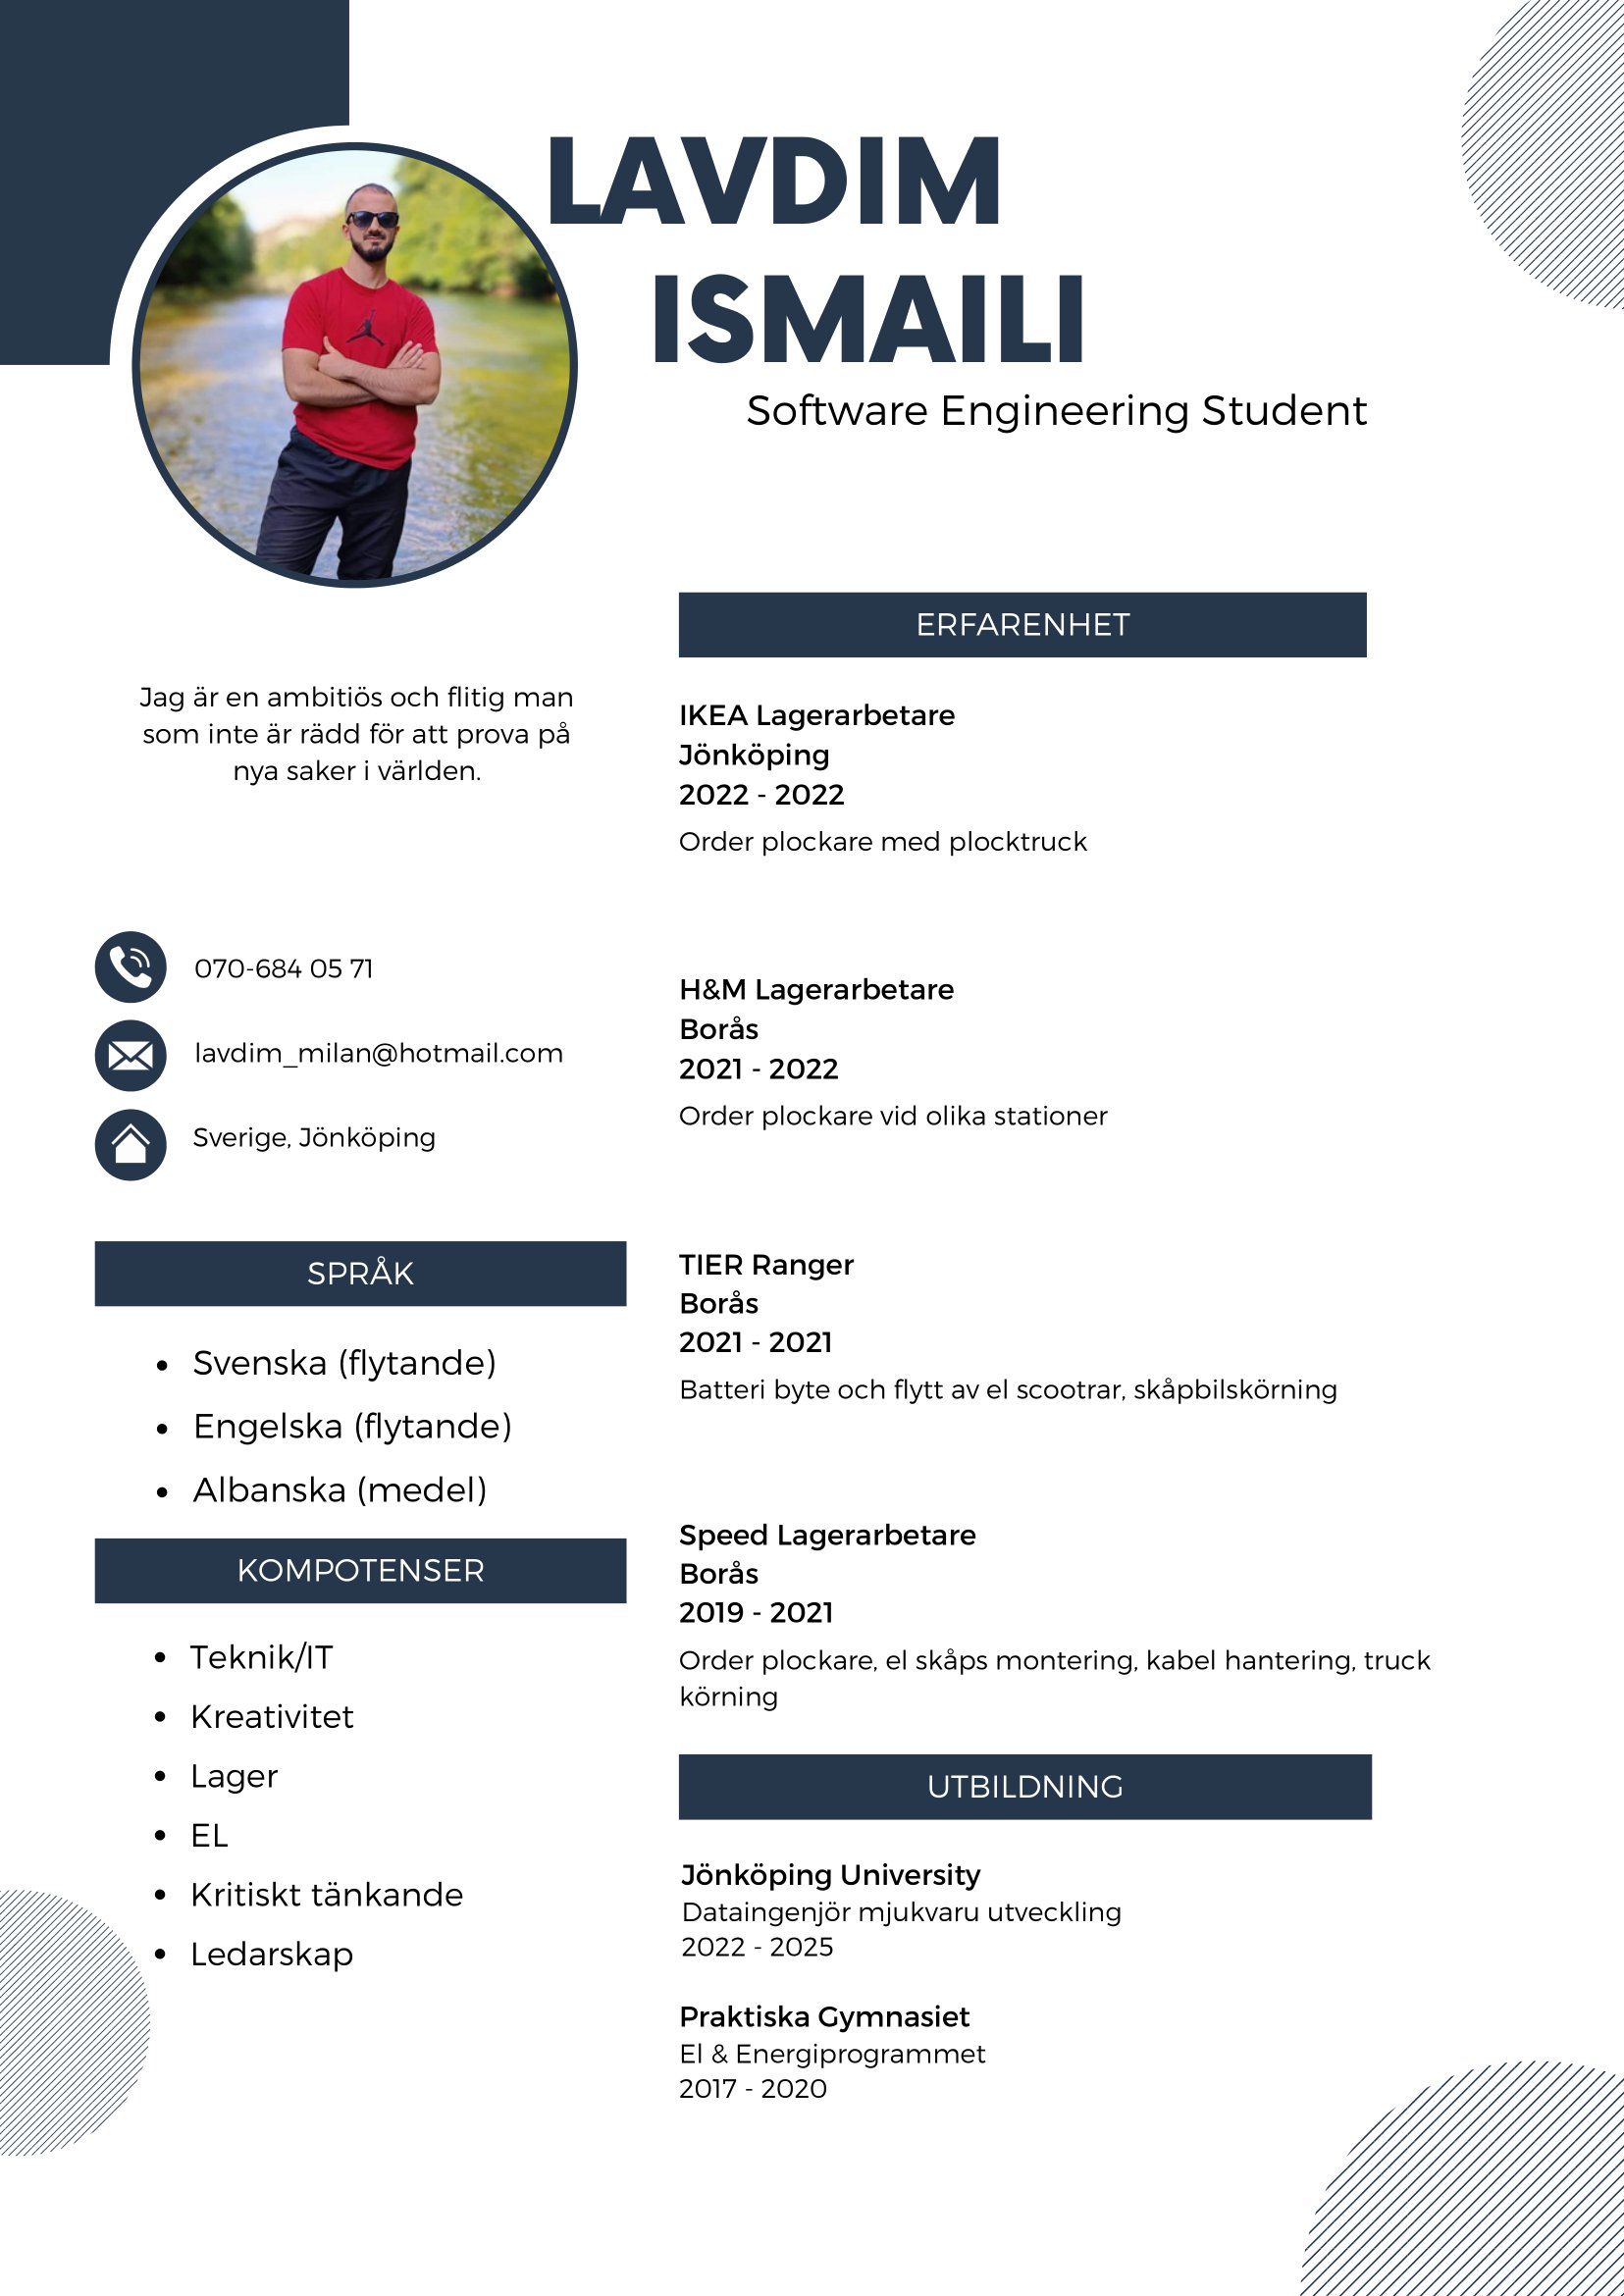 LAVDIM
ISMAILI
Software Engineering Student
Jag är en ambitiös och flitig man
som inte är rädd för att prova på
nya saker i världen.
070-684 05 71
lavdim_milan@hotmail.com
Sverige, Jönköping
SPRÅK
Svenska (flytande)
Engelska (flytande)
Albanska (medel)
KOMPOTENSER
Teknik/IT
Kreativitet
Lager
EL
Kritiskt tänkande
Ledarskap
ERFARENHET
IKEA Lagerarbetare
Jönköping
2022 - 2022
Order plockare med plocktruck
H&M Lagerarbetare
Borås
2021 - 2022
Order plockare vid olika stationer
TIER Ranger
Borås
2021 - 2021
Batteri byte och flytt av el scootrar, skåpbilskörning
Speed Lagerarbetare
Borås
2019 - 2021
Order plockare, el skåps montering, kabel hantering, truck
körning
UTBILDNING
Jönköping University
Dataingenjör mjukvaru utveckling
2022 - 2025
Praktiska Gymnasiet
El & Energiprogrammet
2017 - 2020